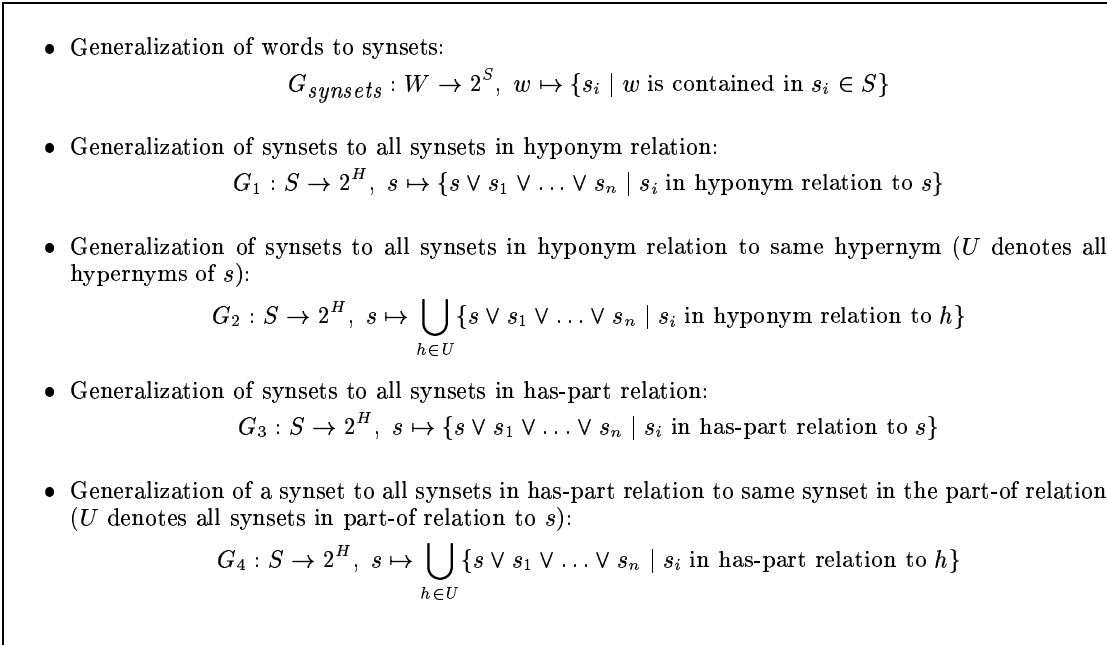 • Generalization of words to synsets:
G_synsets : W → 2^S, w ↦ {s_i | w is contained in s_i ∈ S}
• Generalization of synsets to all synsets in hyponym relation:
G_1 : S → 2^H, s ↦ {s ∨ s_1 ∨ … ∨ s_n | s_i in hyponym relation to s}
• Generalization of synsets to all synsets in hyponym relation to same hypernym (U denotes all
hypernyms of s):
G_2 : S → 2^H, s ↦ ⋃_{h∈U} {s ∨ s_1 ∨ … ∨ s_n | s_i in hyponym relation to h}
• Generalization of synsets to all synsets in has-part relation:
G_3 : S → 2^H, s ↦ {s ∨ s_1 ∨ … ∨ s_n | s_i in has-part relation to s}
• Generalization of a synset to all synsets in has-part relation to same synset in the part-of relation
(U denotes all synsets in part-of relation to s):
G_4 : S → 2^H, s ↦ ⋃_{h∈U} {s ∨ s_1 ∨ … ∨ s_n | s_i in has-part relation to h}